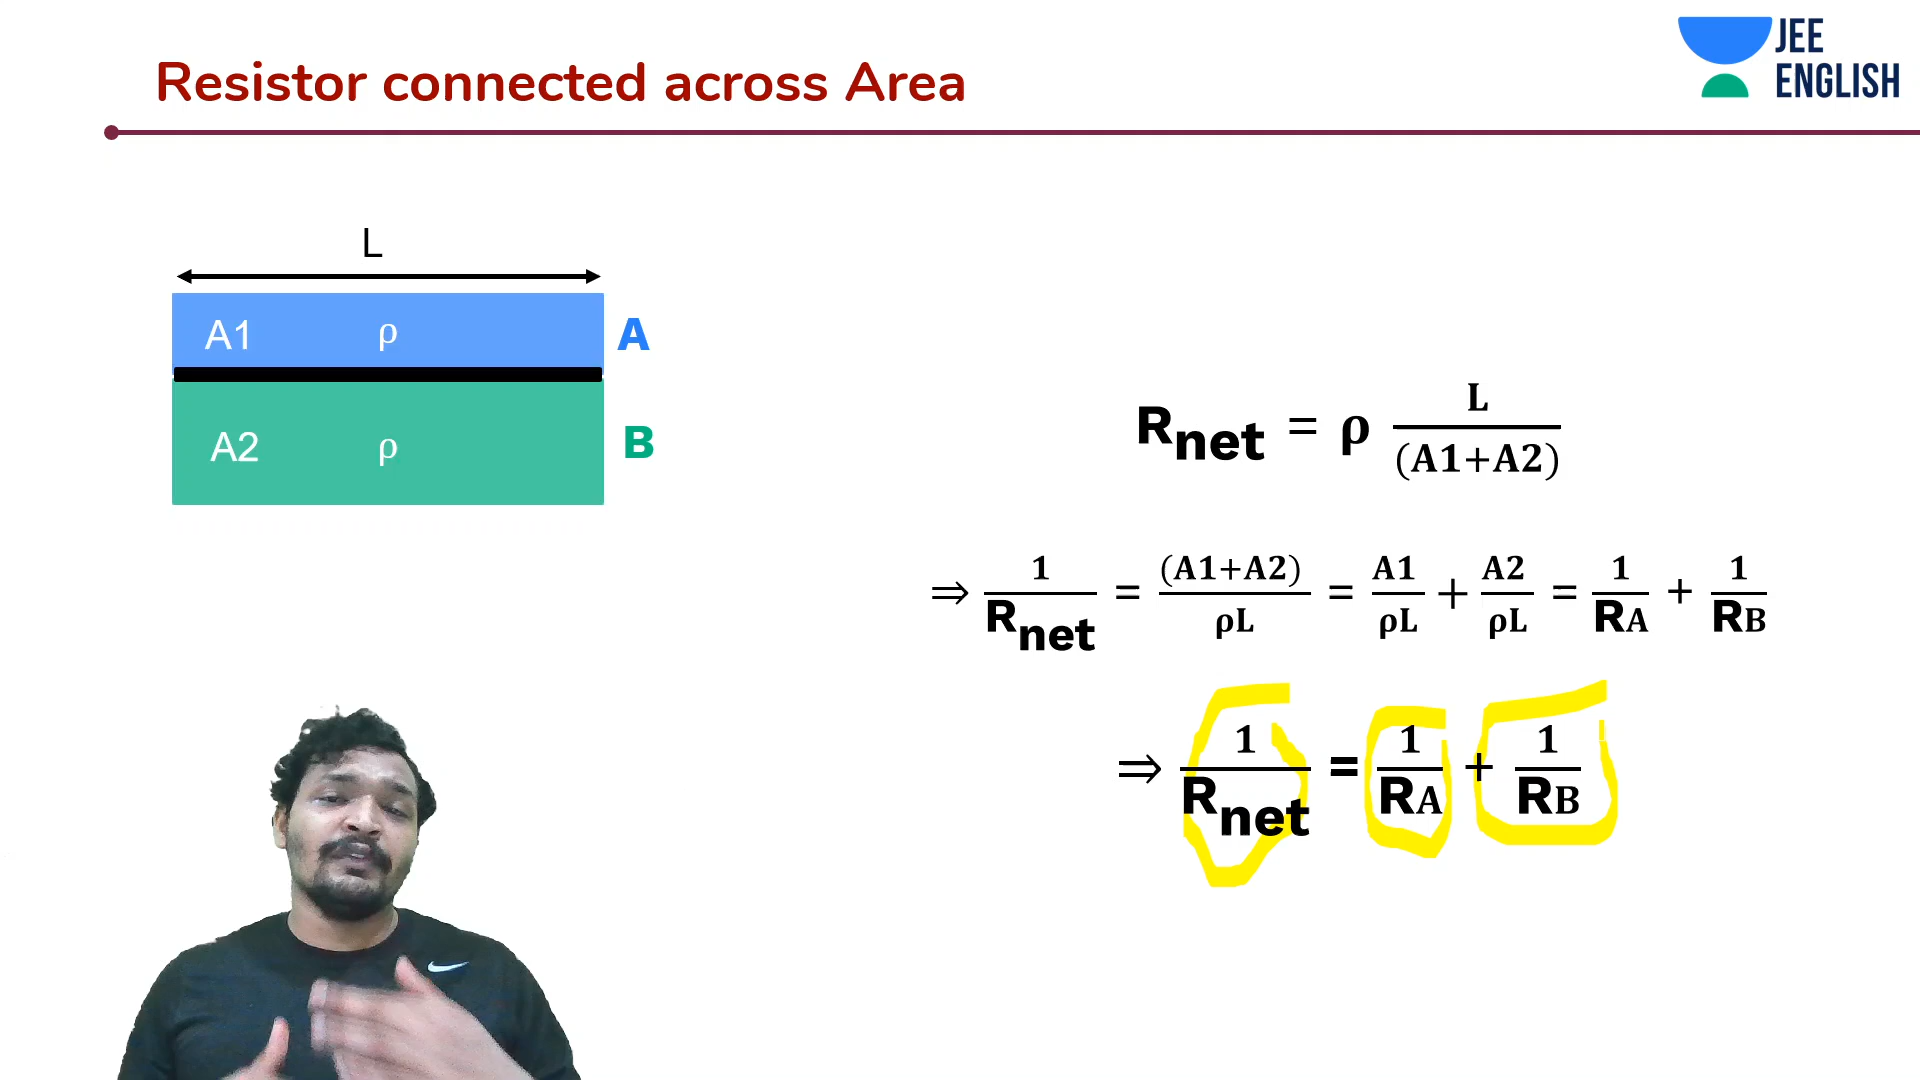 Resistor connected across Area
JEE
ENGLISH
L
A1 ρ A
A2 ρ B
Rnet = ρ L/(A1+A2)
⇒ 1/Rnet = (A1+A2)/ρL = A1/ρL + A2/ρL = 1/RA + 1/RB
⇒ 1/Rnet = 1/RA + 1/RB